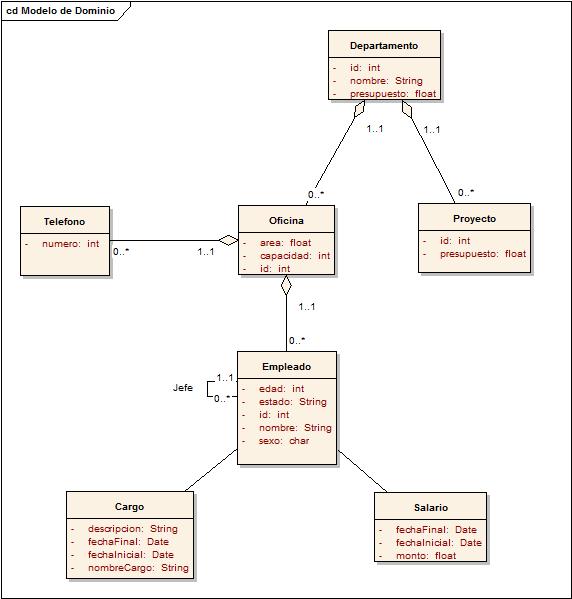 cd Modelo de Dominio
Departamento
- id: int
- nombre: String
- presupuesto: float
1..1
1..1
0..*
0..*
Telefono
- numero: int
0..*
1..1
Oficina
- area: float
- capacidad: int
- id: int
Proyecto
- id: int
- presupuesto: float
1..1
0..*
Empleado
- edad: int
- estado: String
- id: int
- nombre: String
- sexo: char
Jefe
1..1
0..*
Cargo
- descripcion: String
- fechaFinal: Date
- fechaInicial: Date
- nombreCargo: String
Salario
- fechaFinal: Date
- fechaInicial: Date
- monto: float